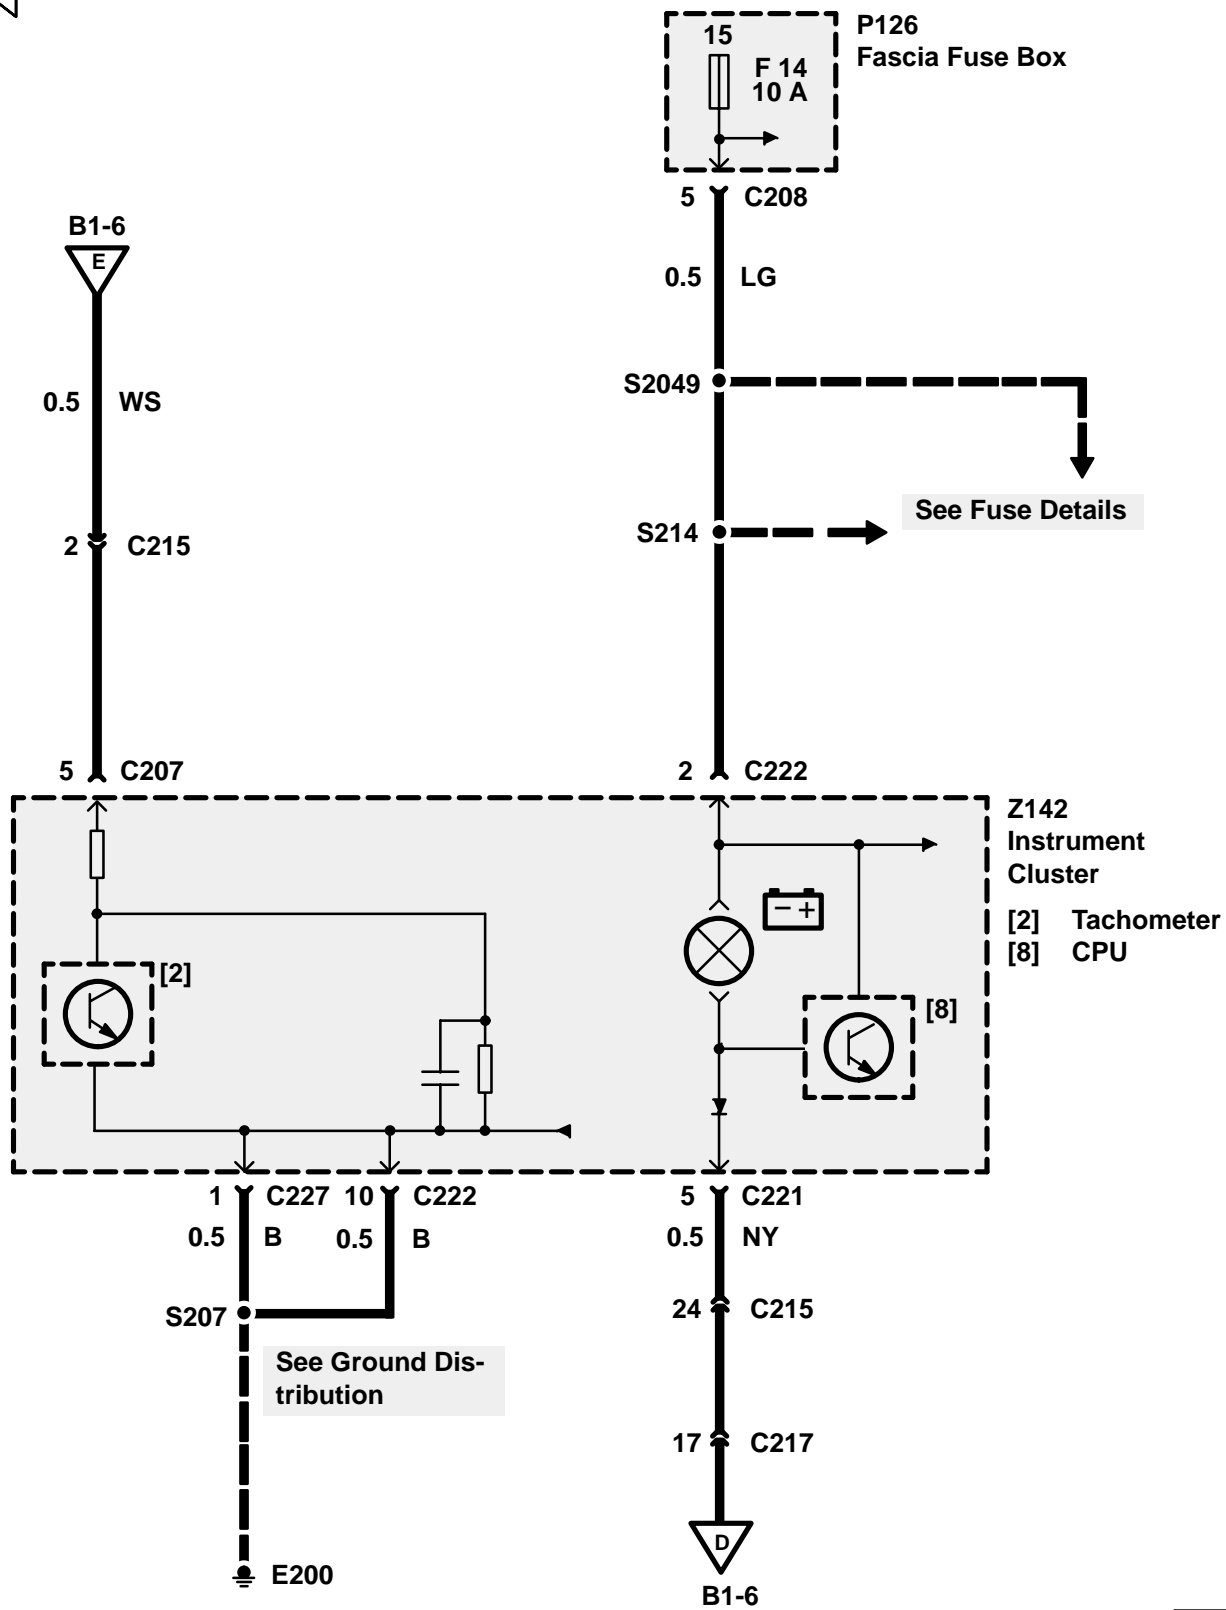 P126
Fascia Fuse Box
15
F 14
10 A
5 C208
B1-6
E
0.5 LG
S2049
0.5 WS
See Fuse Details
S214
2 C215
5 C207
2 C222
Z142
Instrument
Cluster
[2] Tachometer
[8] CPU
− +
[2]
[8]
1 C227
10 C222
5 C221
0.5 B
0.5 B
0.5 NY
S207
24 C215
See Ground Dis-
tribution
17 C217
D
E200
B1-6